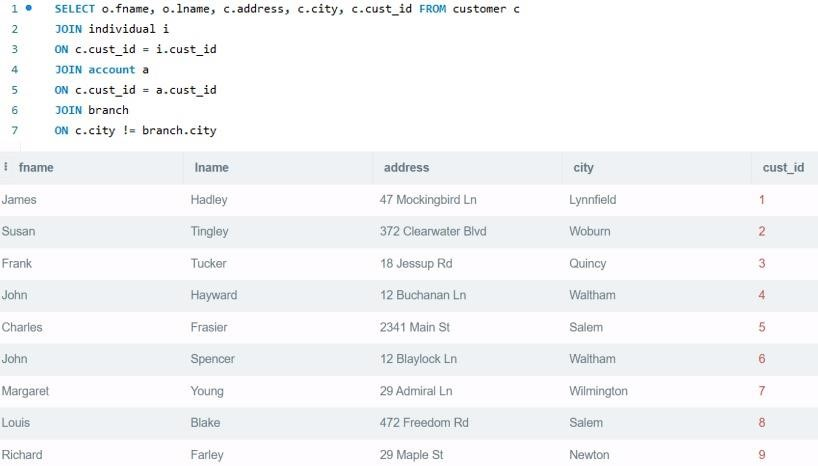 1 SELECT o.fname, o.lname, c.address, c.city, c.cust_id FROM customer c
2 JOIN individual i
3 ON c.cust_id = i.cust_id
4 JOIN account a
5 ON c.cust_id = a.cust_id
6 JOIN branch
7 ON c.city != branch.city
fname lname address city cust_id
James Hadley 47 Mockingbird Ln Lynnfield 1
Susan Tingley 372 Clearwater Blvd Woburn 2
Frank Tucker 18 Jessup Rd Quincy 3
John Hayward 12 Buchanan Ln Waltham 4
Charles Frasier 2341 Main St Salem 5
John Spencer 12 Blaylock Ln Waltham 6
Margaret Young 29 Admiral Ln Wilmington 7
Louis Blake 472 Freedom Rd Salem 8
Richard Farley 29 Maple St Newton 9